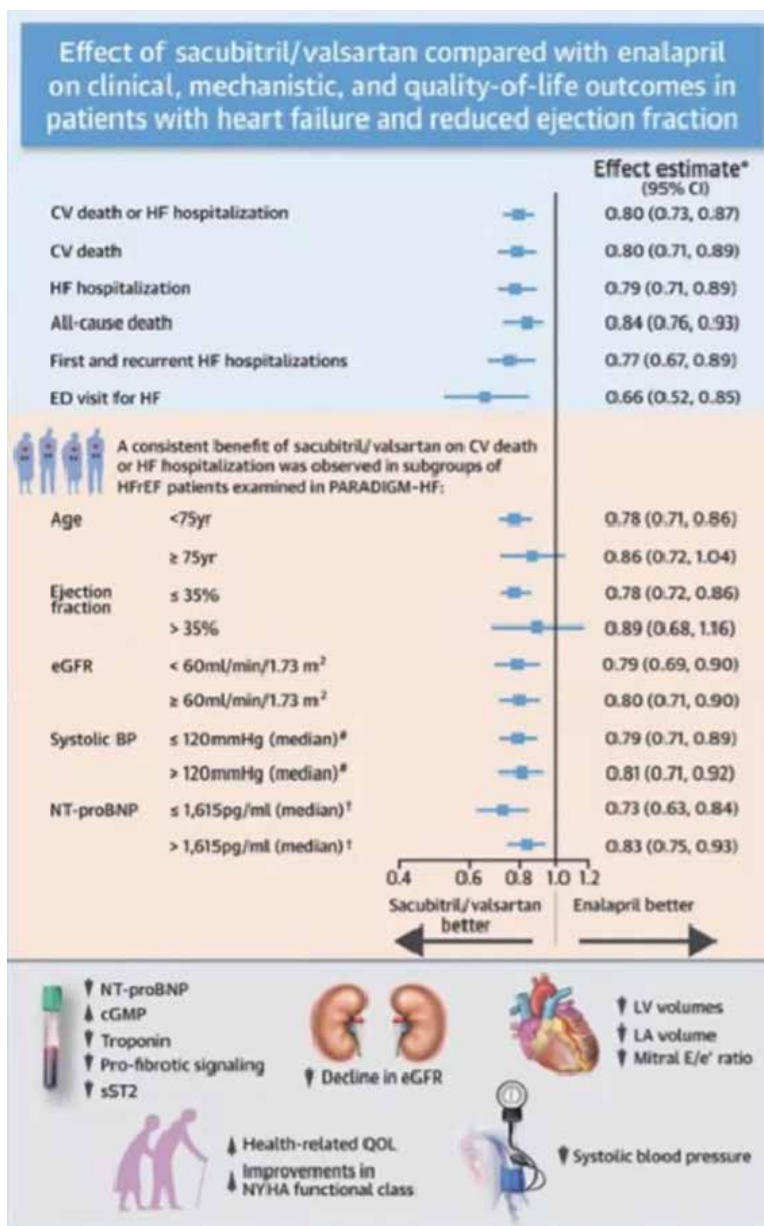 Effect of sacubitril/valsartan compared with enalapril
on clinical, mechanistic, and quality-of-life outcomes in
patients with heart failure and reduced ejection fraction
Effect estimate*
(95% CI)
CV death or HF hospitalization 0.80 (0.73, 0.87)
CV death 0.80 (0.71, 0.89)
HF hospitalization 0.79 (0.71, 0.89)
All-cause death 0.84 (0.76, 0.93)
First and recurrent HF hospitalizations 0.77 (0.67, 0.89)
ED visit for HF 0.66 (0.52, 0.85)
A consistent benefit of sacubitril/valsartan on CV death
or HF hospitalization was observed in subgroups of
HFrEF patients examined in PARADIGM-HF:
Age <75yr 0.78 (0.71, 0.86)
≥ 75yr 0.86 (0.72, 1.04)
Ejection fraction ≤ 35% 0.78 (0.72, 0.86)
> 35% 0.89 (0.68, 1.16)
eGFR < 60ml/min/1.73 m² 0.79 (0.69, 0.90)
≥ 60ml/min/1.73 m² 0.80 (0.71, 0.90)
Systolic BP ≤ 120mmHg (median)# 0.79 (0.71, 0.89)
> 120mmHg (median)# 0.81 (0.71, 0.92)
NT-proBNP ≤ 1,615pg/ml (median)† 0.73 (0.63, 0.84)
> 1,615pg/ml (median)† 0.83 (0.75, 0.93)
0.4 0.6 0.8 1.0 1.2
Sacubitril/valsartan
better
Enalapril better
NT-proBNP
cGMP
Troponin
Pro-fibrotic signaling
sST2
Decline in eGFR
LV volumes
LA volume
Mitral E/e' ratio
Health-related QOL
Improvements in
NYHA functional class
Systolic blood pressure